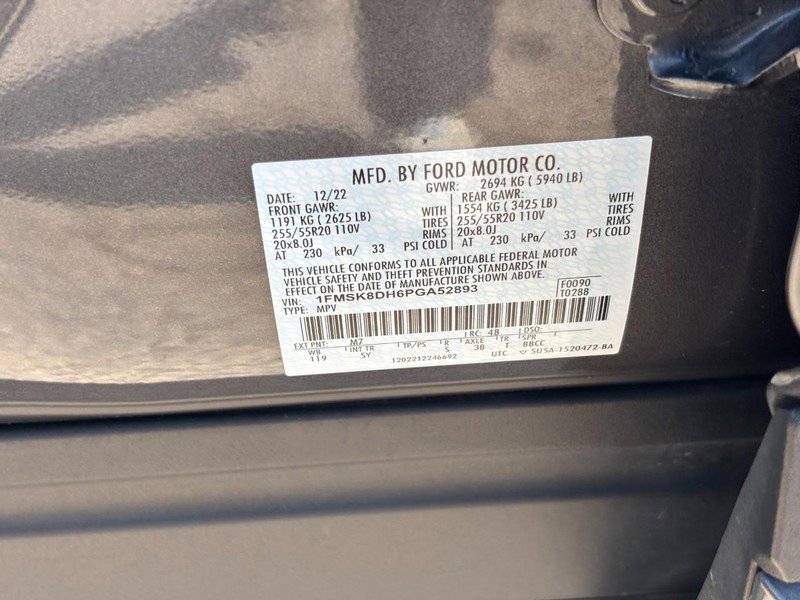 MFD. BY FORD MOTOR CO.
DATE: 12/22 GVWR: 2694 KG ( 5940 LB)
FRONT GAWR: REAR GAWR:
1191 KG ( 2625 LB) WITH 1554 KG ( 3425 LB) WITH
255/55R20 110V TIRES 255/55R20 110V TIRES
20x8.0J RIMS 20x8.0J RIMS
AT 230 kPa/ 33 PSI COLD AT 230 kPa/ 33 PSI COLD
THIS VEHICLE CONFORMS TO ALL APPLICABLE FEDERAL MOTOR
VEHICLE SAFETY AND THEFT PREVENTION STANDARDS IN
EFFECT ON THE DATE OF MANUFACTURE SHOWN ABOVE.
VIN: 1FMSK8DH6PGA52893 F0090
TYPE: MPV T0288
EXT PNT: M7 RC: 48 DSO:
WB INT TR TP/PS R AXLE TR SPR
119 SY S 3B T BBCC
1202212246692 UTC 5U5A-1520472-BA